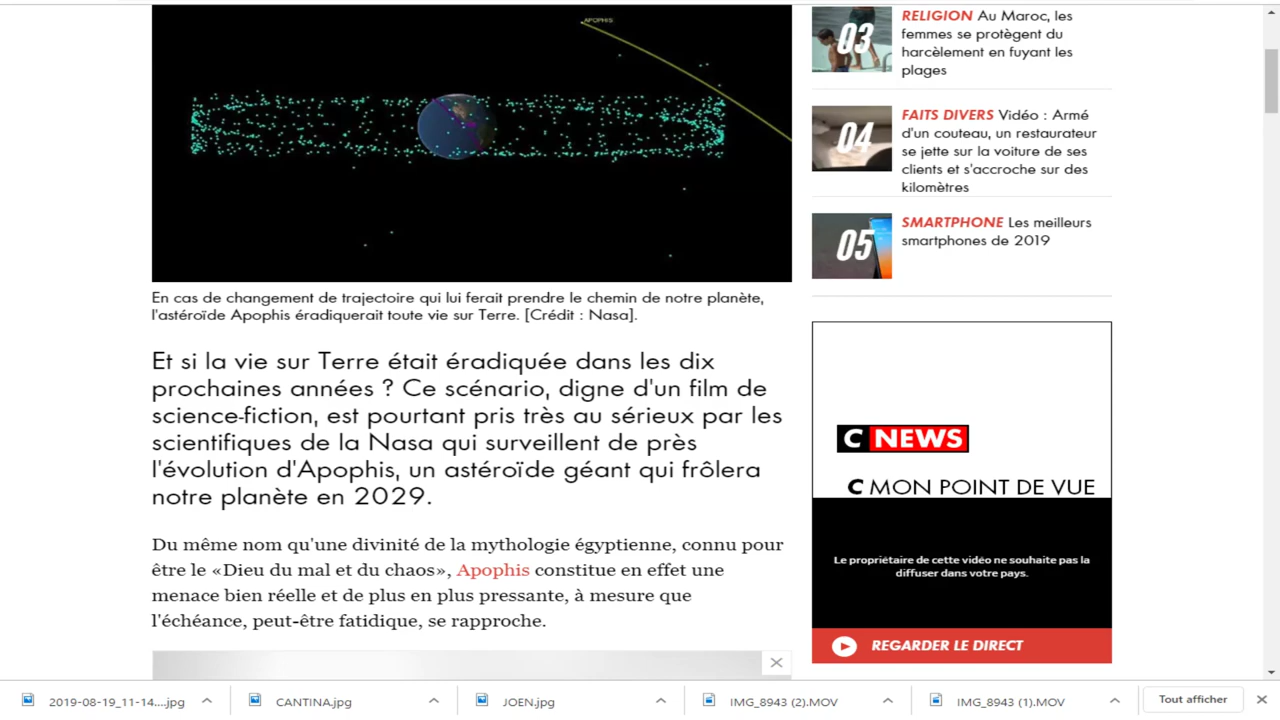 APOPHIS
En cas de changement de trajectoire qui lui ferait prendre le chemin de notre planète,
l'astéroïde Apophis éradiquerait toute vie sur Terre. [Crédit : Nasa].
Et si la vie sur Terre était éradiquée dans les dix
prochaines années ? Ce scénario, digne d'un film de
science-fiction, est pourtant pris très au sérieux par les
scientifiques de la Nasa qui surveillent de près
l'évolution d'Apophis, un astéroïde géant qui frôlera
notre planète en 2029.
Du même nom qu'une divinité de la mythologie égyptienne, connu pour
être le «Dieu du mal et du chaos», Apophis constitue en effet une
menace bien réelle et de plus en plus pressante, à mesure que
l'échéance, peut-être fatidique, se rapproche.
03
RELIGION Au Maroc, les
femmes se protègent du
harcèlement en fuyant les
plages
04
FAITS DIVERS Vidéo : Armé
d'un couteau, un restaurateur
se jette sur la voiture de ses
clients et s'accroche sur des
kilomètres
05
SMARTPHONE Les meilleurs
smartphones de 2019
C NEWS
C MON POINT DE VUE
Le propriétaire de cette vidéo ne souhaite pas la
diffuser dans votre pays.
REGARDER LE DIRECT
2019-08-19_11-14....jpg
CANTINA.jpg
JOEN.jpg
IMG_8943 (2).MOV
IMG_8943 (1).MOV
Tout afficher